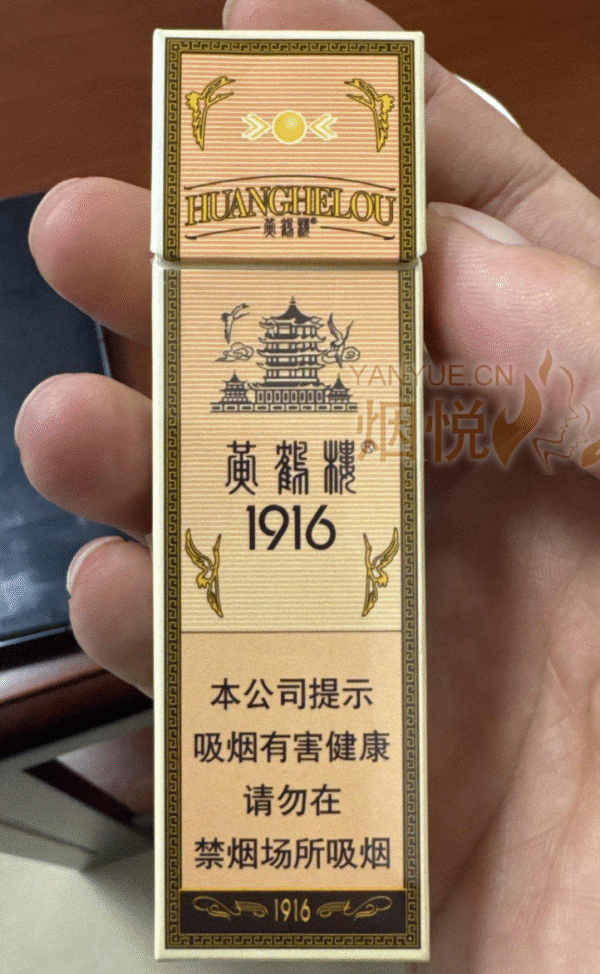 HUANGHELOU
黄鹤楼®
YANYUE.CN
烟悦
黄鹤楼®
1916
本公司提示
吸烟有害健康
请勿在
禁烟场所吸烟
1916